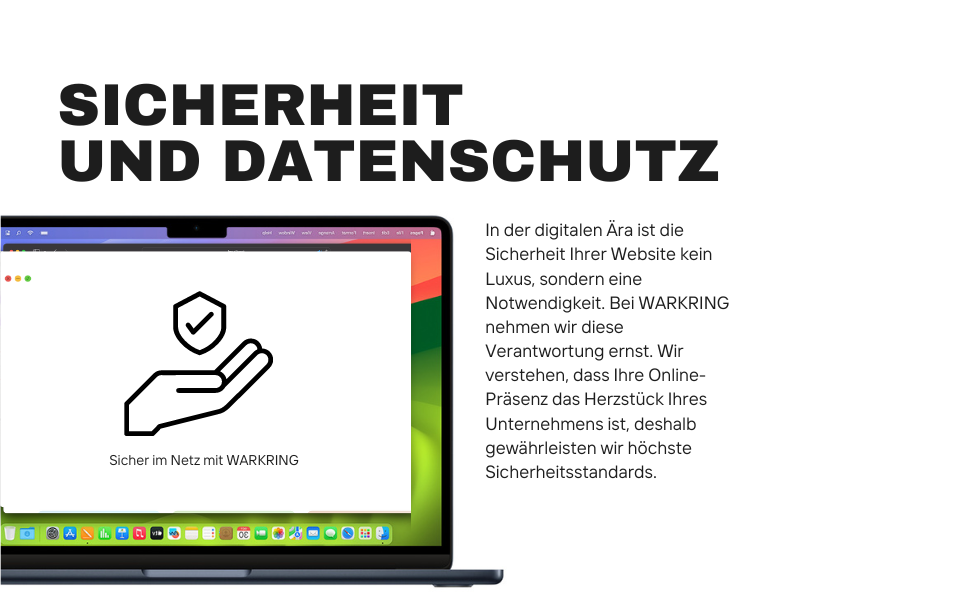 SICHERHEIT
UND DATENSCHUTZ
In der digitalen Ära ist die
Sicherheit Ihrer Website kein
Luxus, sondern eine
Notwendigkeit. Bei WARKRING
nehmen wir diese
Verantwortung ernst. Wir
verstehen, dass Ihre Online-
Präsenz das Herzstück Ihres
Unternehmens ist, deshalb
gewährleisten wir höchste
Sicherheitsstandards.
Sicher im Netz mit WARKRING